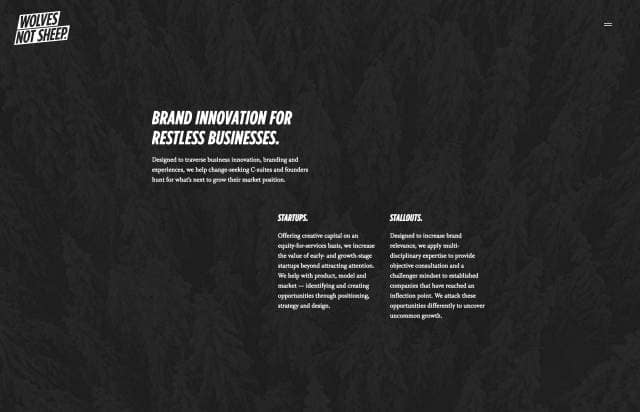 WOLVES
NOT SHEEP.
BRAND INNOVATION FOR
RESTLESS BUSINESSES.
Designed to traverse business innovation, branding and
experiences, we help change-seeking C-suites and founders
hunt for what's next to grow their market position.
STARTUPS.
Offering creative capital on an
equity-for-services basis, we increase
the value of early- and growth-stage
startups beyond attracting attention.
We help with product, model and
market — identifying and creating
opportunities through positioning,
strategy and design.
STALLOUTS.
Designed to increase brand
relevance, we apply multi-
disciplinary expertise to provide
objective consultation and a
challenger mindset to established
companies that have reached an
inflection point. We attack these
opportunities differently to uncover
uncommon growth.